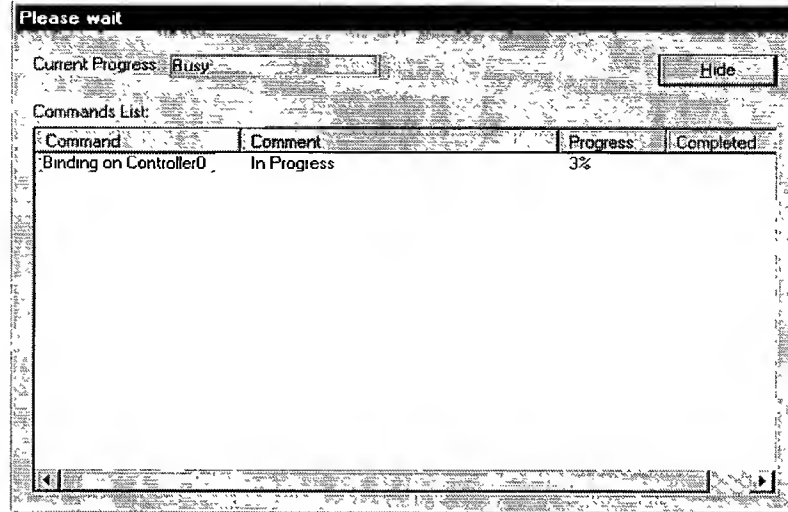 Please wait
Current Progress: Busy Hide
Commands List:
Command Comment Progress Completed
Binding on Controller0 In Progress 3%